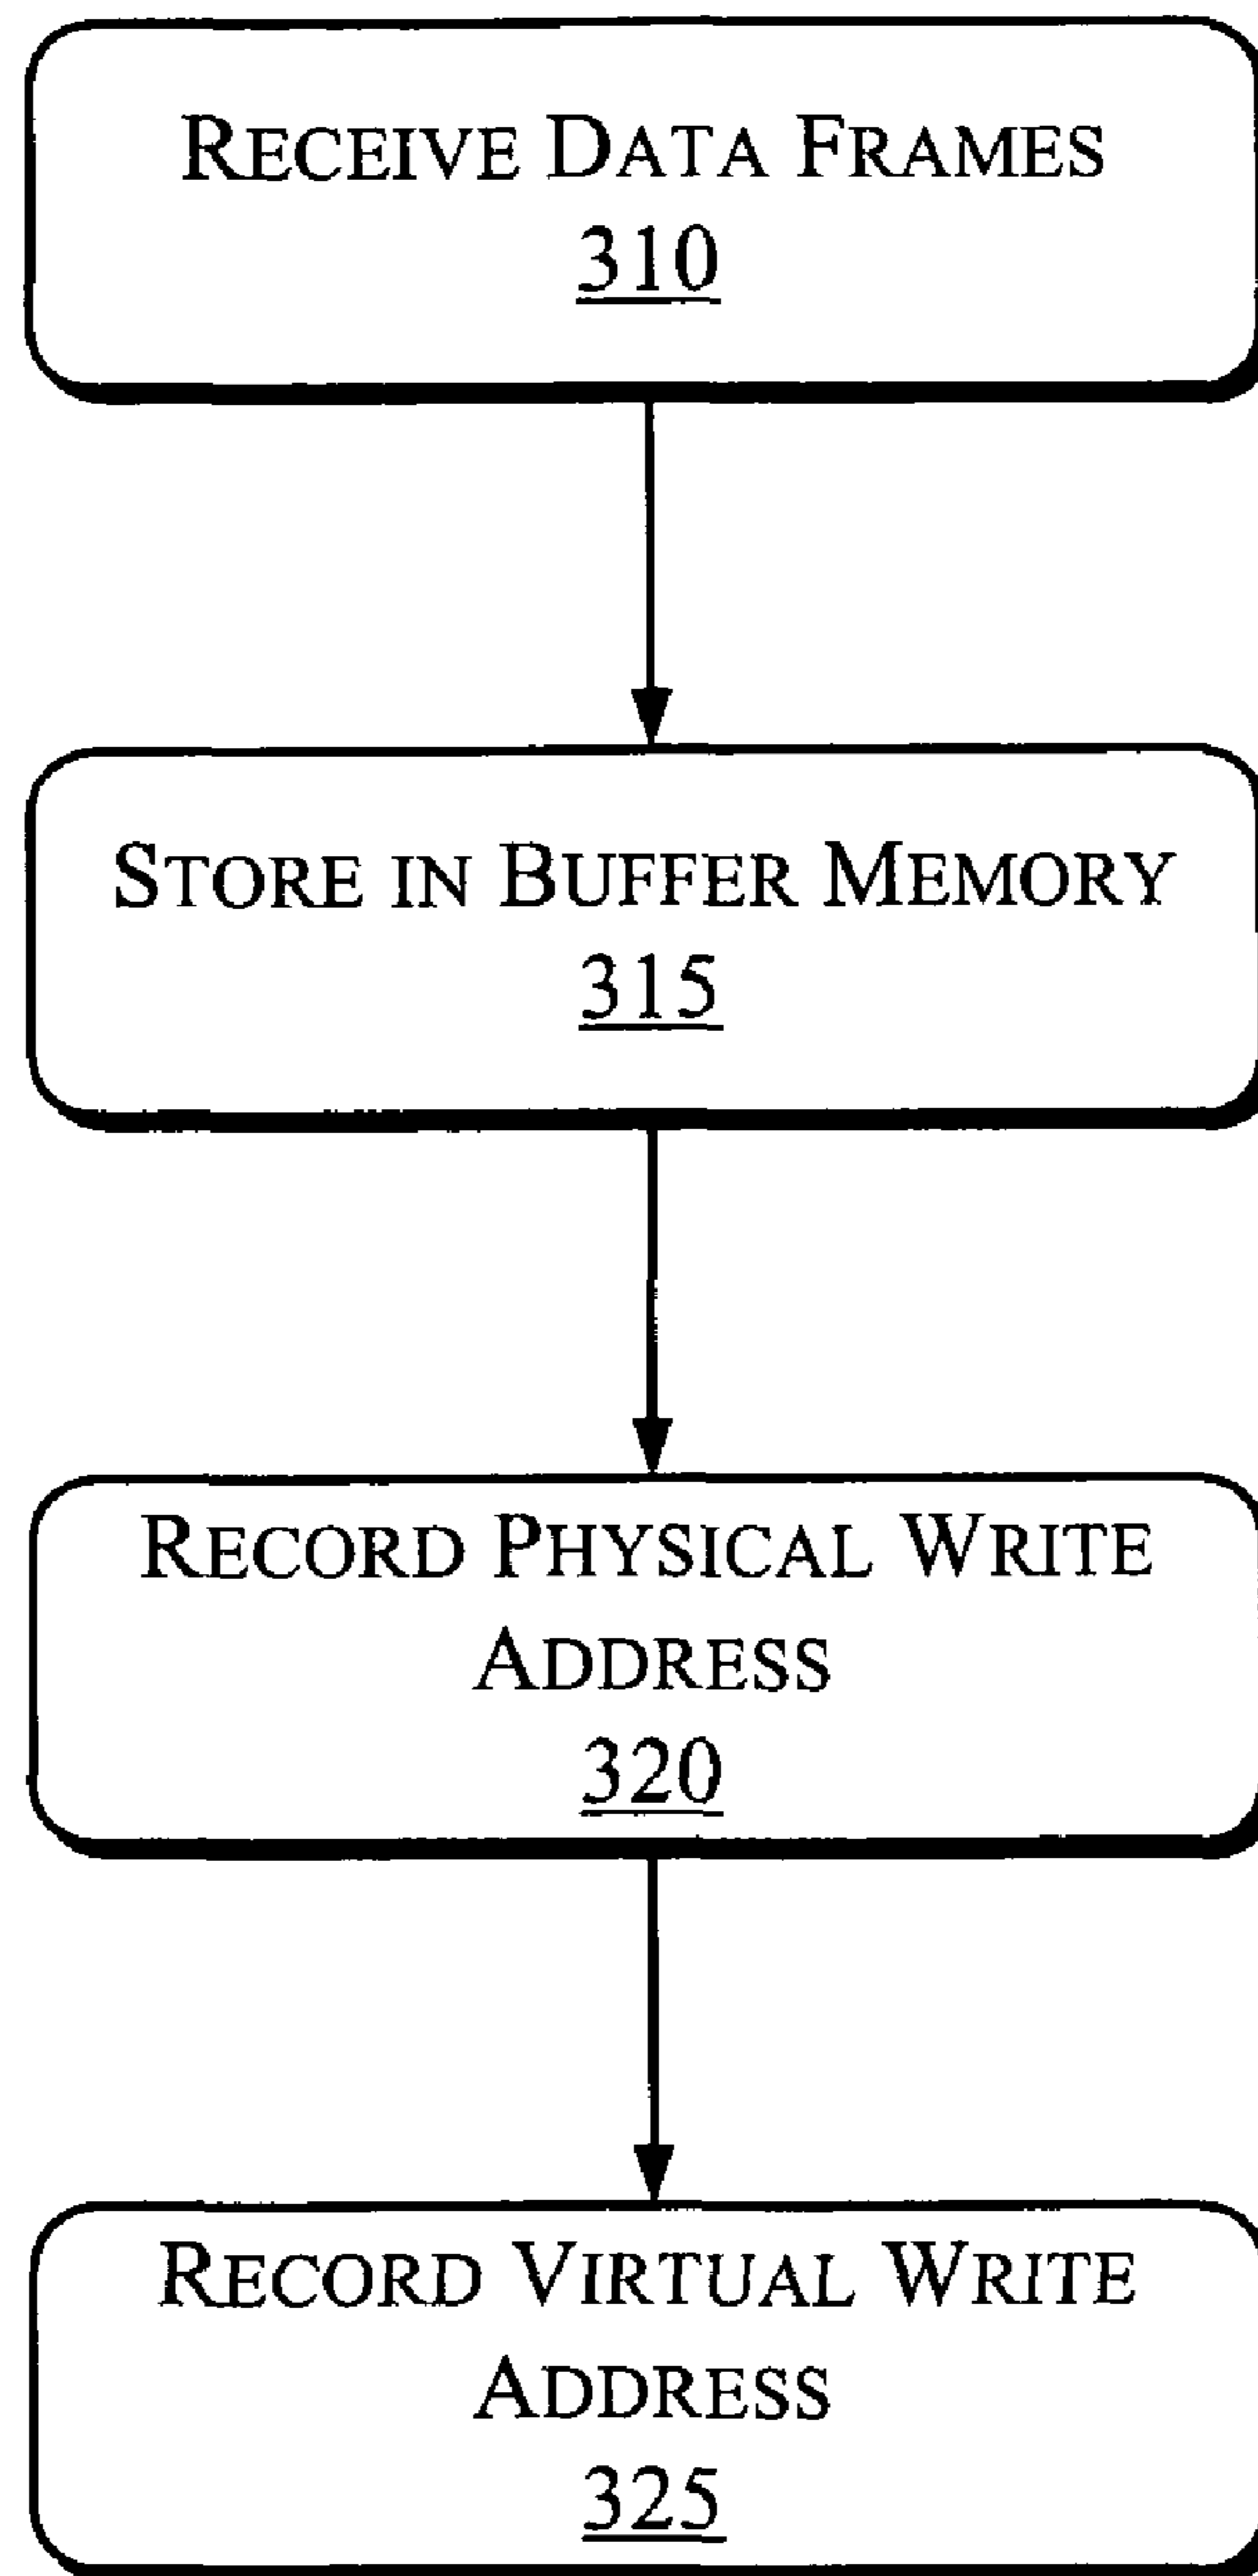 RECEIVE DATA FRAMES
310
STORE IN BUFFER MEMORY
315
RECORD PHYSICAL WRITE
ADDRESS
320
RECORD VIRTUAL WRITE
ADDRESS
325